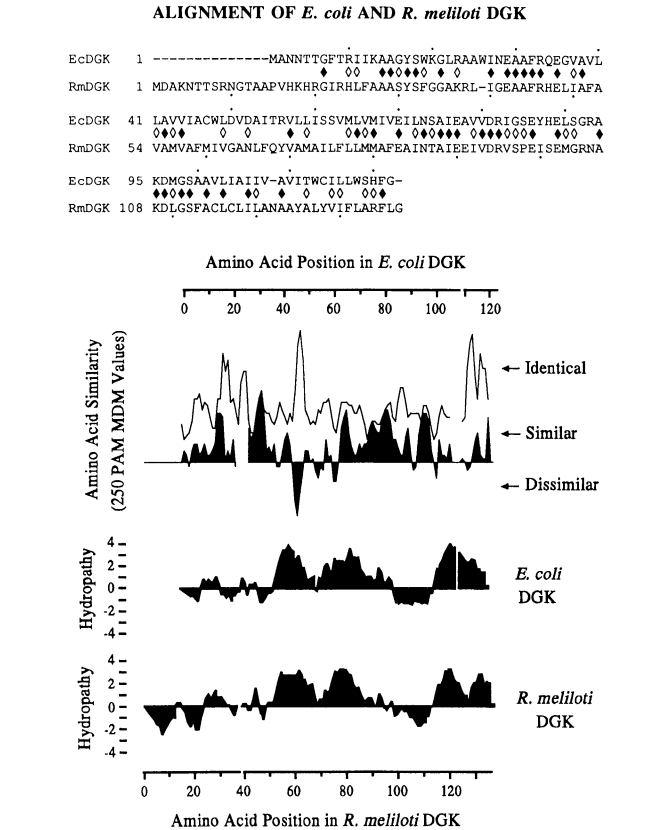 ALIGNMENT OF E. coli AND R. meliloti DGK
EcDGK 1 --------------MANNTTGFTRIIKAAGYSWKGLRAAWINEAAFRQEGVAVL
RmDGK 1 MDAKNTTSRNGTAAPVHKHRGIRHLFAAASYSFGGAKRL-IGEAAFRHELIAFA
EcDGK 41 LAVVIACWLDVDAITRVLLISSVMLVMIVEILNSAIEAVVDRIGSEYHELSGRA
RmDGK 54 VAMVAFMIVGANLFQYVAMAILFLLMMAFEAINTAIEEIVDRVSPEISEMGRNA
EcDGK 95 KDMGSAAVLIAIIV-AVITWCILLWSHFG-
RmDGK 108 KDLGSFACLCLILANAAYALYVIFLARFLG
Amino Acid Position in E. coli DGK
0 20 40 60 80 100 120
Amino Acid Similarity
(250 PAM MDM Values)
Identical
Similar
Dissimilar
Hydropathy
4
2
0
-2
-4
E. coli
DGK
Hydropathy
4
2
0
-2
-4
R. meliloti
DGK
0 20 40 60 80 100 120
Amino Acid Position in R. meliloti DGK